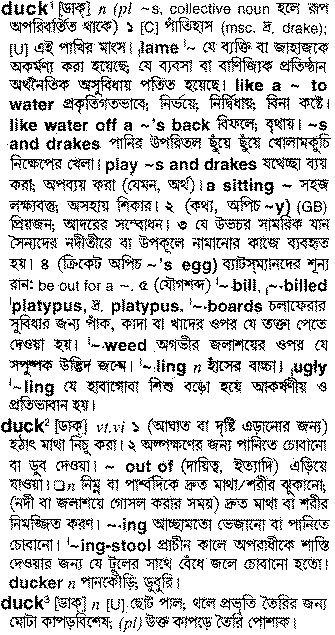 duck¹ [ডাক্] n (pl ~s, collective noun হলে রূপ
অপরিবর্তিত থাকে) ১ [C] পাতিহাঁস (msc. দ্র. drake);
[U] এই পাখির মাংস। ˌlame ˈ~ যে ব্যক্তি বা জাহাজকে
অকর্মণ্য করা হয়েছে; যে ব্যবসা বা বাণিজ্যিক প্রতিষ্ঠান
অর্থনৈতিক অসুবিধায় পতিত হয়েছে। like a ~ to
water প্রকৃতিগতভাবে; নির্ভয়ে; নির্দ্বিধায়; বিনা কষ্টে।
like water off a ~'s back বিফলে; বৃথায়। ~s
and drakes পানির উপরিতল ছুঁয়ে ছুঁয়ে খোলামকুচি
নিক্ষেপের খেলা। play ~s and drakes যথেচ্ছা ব্যয়
করা; অপব্যয় করা (যেমন, অর্থ)। a sitting ~ সহজ
লক্ষ্যবস্তু; অসহায় শিকার। ২ (কথ্য, অপিচ ~y) (GB)
প্রিয়জন; আদরের সম্বোধন। ৩ যে উভচর সামরিক যান
সৈন্যদের নদীতীরে বা উপকূলে নামানোর কাজে ব্যবহৃত
হয়। ৪ (ক্রিকেট অপিচ ~'s egg) ব্যাটস্‌ম্যানদের শূন্য
রান: be out for a ~. ৫ (যৌগশব্দ) ˈ~-bill, ˌ~-billed
ˈplatypus, দ্র. platypus. ˈ~-boards চলাফেরার
সুবিধার জন্য পাঁক, কাদা বা খাদের ওপর যে তক্তা পেতে
দেওয়া হয়। ˈ~-weed অগভীর জলাশয়ের ওপর যে
সপুষ্পক উদ্ভিদ জন্মে। ˈ~-ling n হাঁসের বাচ্চা। ˌugly
ˈ~ling যে হাবাগোবা শিশু বড়ো হয়ে আকর্ষণীয় ও
প্রতিভাবান হয়।
duck² [ডাক্] vt.vi ১ (আঘাত বা দৃষ্টি এড়ানোর জন্য)
হঠাৎ মাথা নিচু করা। ২ অল্পক্ষণের জন্য পানিতে চোবানো
বা ডুব দেওয়া। ~ out of (দায়িত্ব, ইত্যাদি) এড়িয়ে
যাওয়া। □n নিম্ন বা পার্শ্বদিকে দ্রুত মাথা/শরীর ঝুকানো;
(নদী বা জলাশয়ে গোসল করার সময়) দ্রুত মাথা বা শরীর
নিমজ্জিত করণ। ~-ing n আচ্ছামতো ভেজানো বা পানিতে
চোবানো। ˈ~-ing-stool প্রাচীন কালে অপরাধীকে শাস্তি
দেওয়ার জন্য যে টুলের সাথে বেঁধে জলে চোবানো হতো।
ducker n পানকৌড়ি; ডুবুরি।
duck³ [ডাক্] n [U] ছোট পাল, থলে প্রভৃতি তৈরির জন্য
মোটা কাপড়বিশেষ; (pl) উক্ত কাপড়ে তৈরি পোশাক।